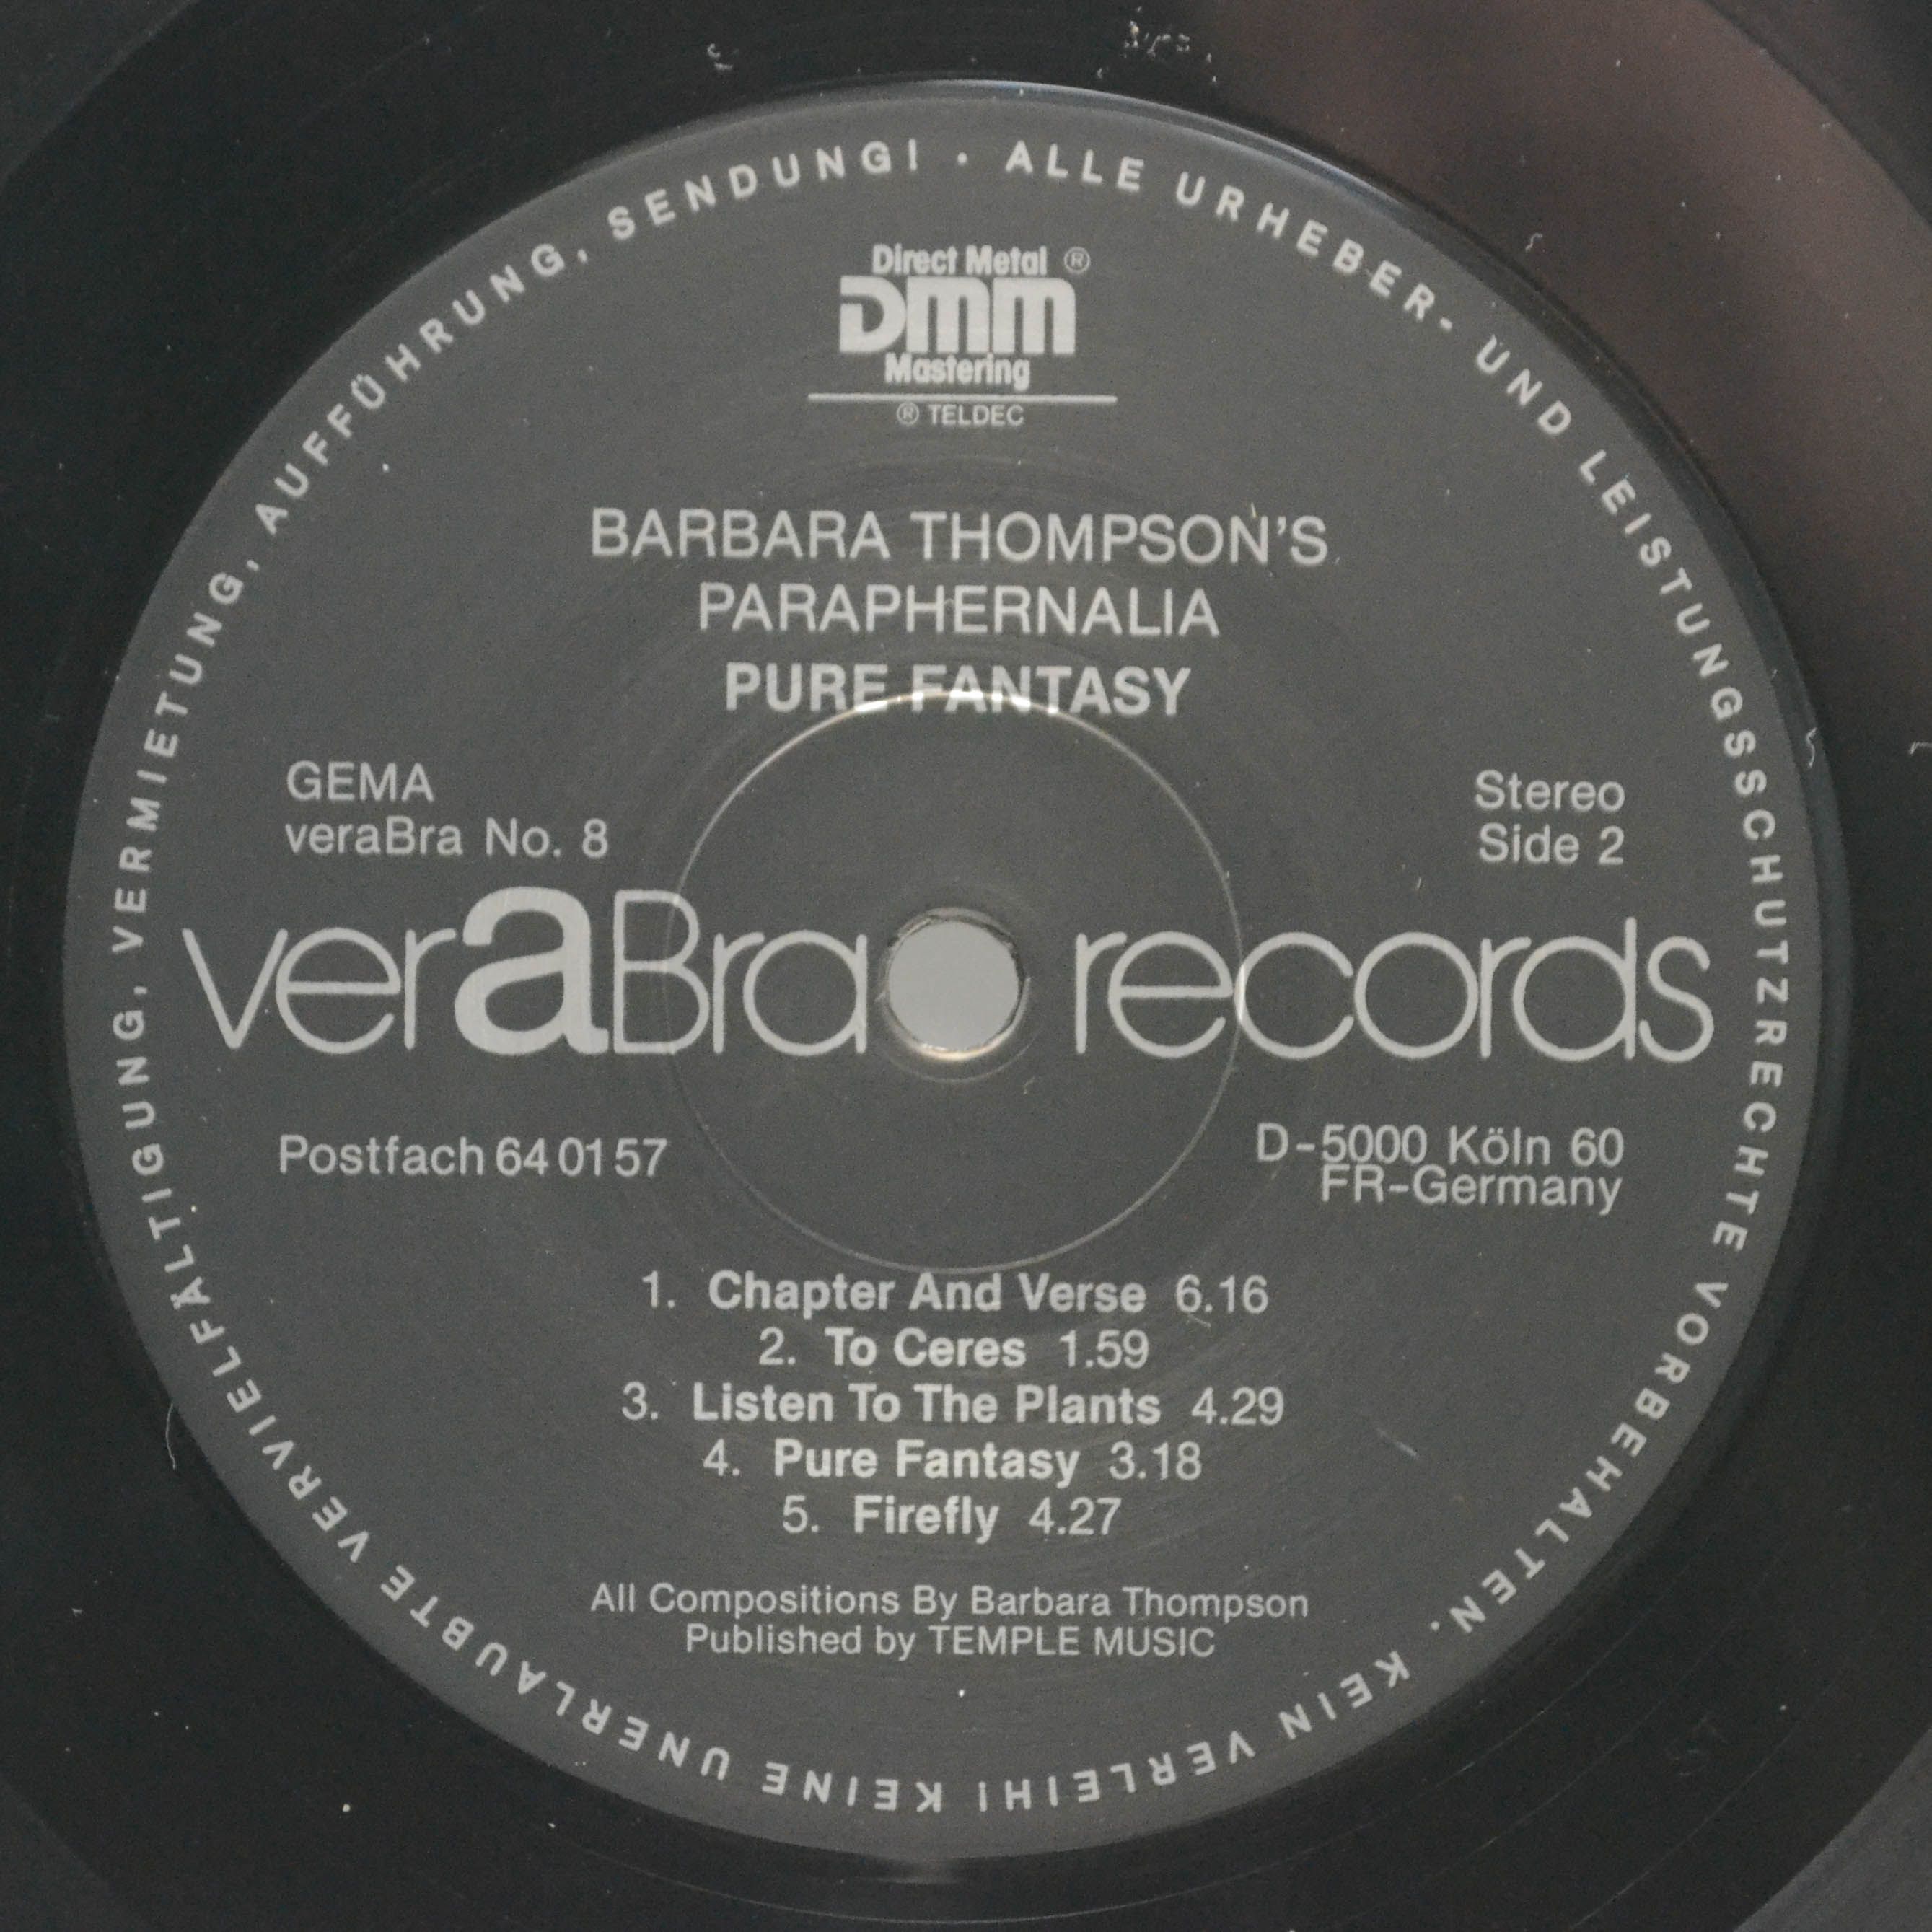 ALLE URHEBER- UND LEISTUNGSSCHUTZRECHTE VORBEHALTEN. KEIN VERLEIH! KEINE UNERLAUBTE VERVIELFÄLTIGUNG, VERMIETUNG, AUFFÜHRUNG, SENDUNG! ·
Direct Metal ®
DMM
Mastering
® TELDEC
BARBARA THOMPSON'S
PARAPHERNALIA
PURE FANTASY
GEMA
veraBra No. 8
Stereo
Side 2
veraBra records
Postfach 64 01 57
D-5000 Köln 60
FR-Germany
1. Chapter And Verse 6.16
2. To Ceres 1.59
3. Listen To The Plants 4.29
4. Pure Fantasy 3.18
5. Firefly 4.27
All Compositions By Barbara Thompson
Published by TEMPLE MUSIC